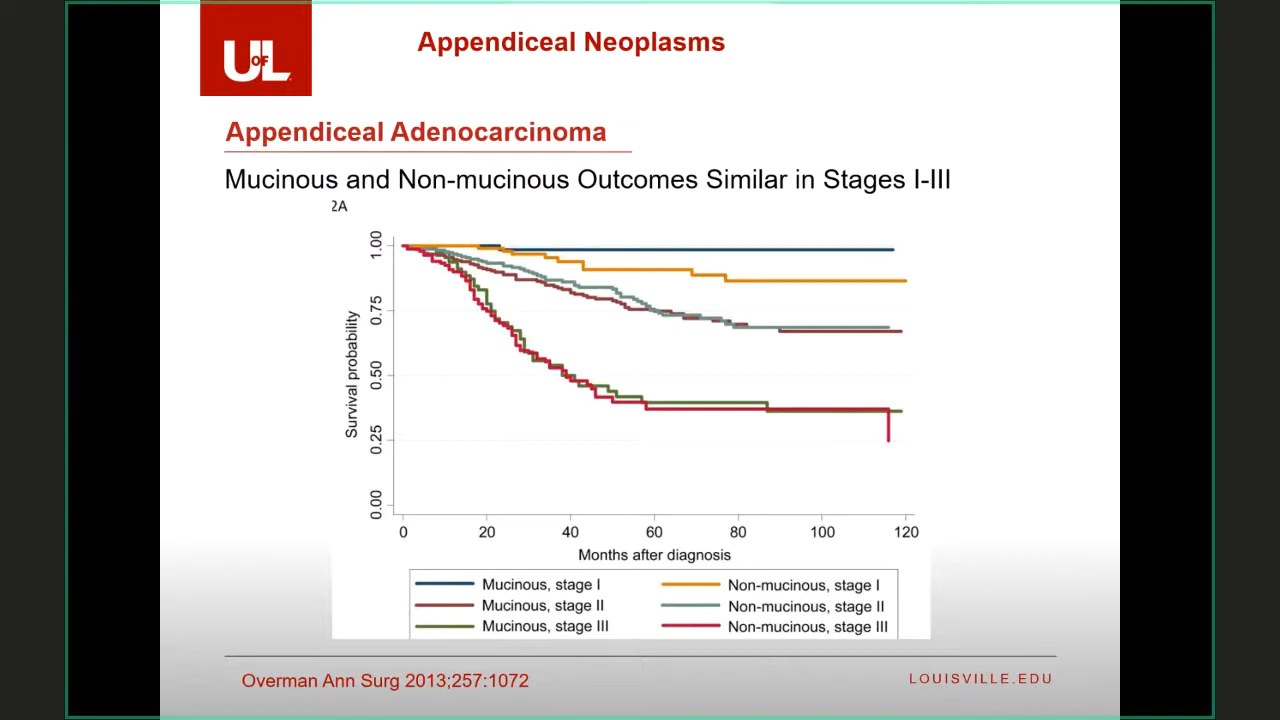 UofL
Appendiceal Neoplasms
Appendiceal Adenocarcinoma
Mucinous and Non-mucinous Outcomes Similar in Stages I-III
2A
Survival probability
1.00
0.75
0.50
0.25
0.00
0 20 40 60 80 100 120
Months after diagnosis
Mucinous, stage I Non-mucinous, stage I
Mucinous, stage II Non-mucinous, stage II
Mucinous, stage III Non-mucinous, stage III
Overman Ann Surg 2013;257:1072
LOUISVILLE.EDU